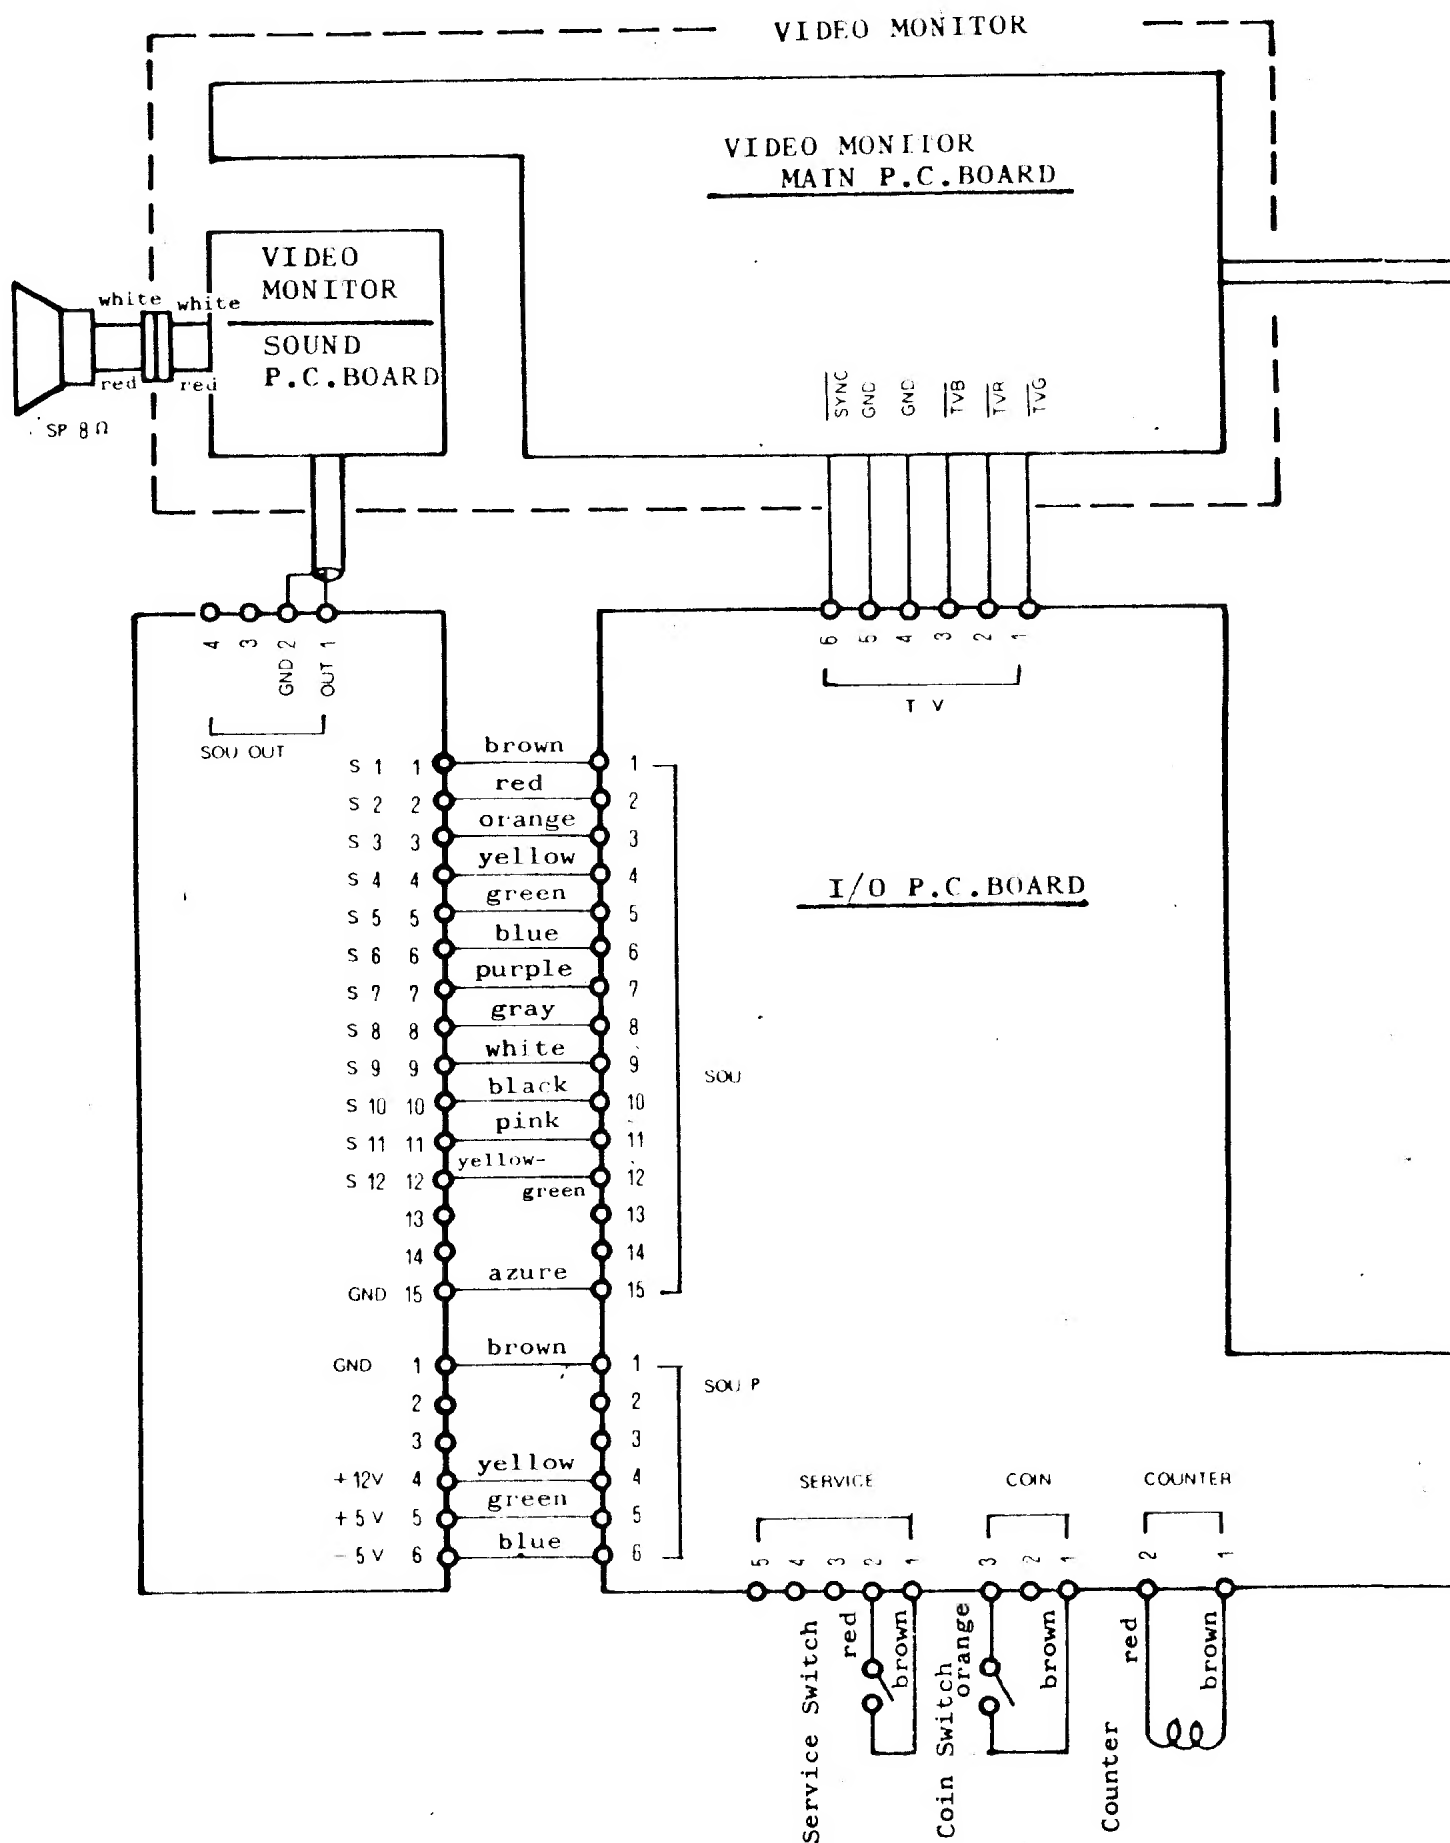 VIDEO MONITOR
VIDEO MONITOR
MAIN P.C.BOARD
VIDEO
MONITOR
SOUND
P.C.BOARD
white white
red red
SP 8Ω
SYNC
GND
GND
TVB
TVR
TVG
4
3
GND 2
OUT 1
SOU OUT
6
5
4
3
2
1
T V
I/O P.C.BOARD
S 1 1 brown 1
S 2 2 red 2
S 3 3 orange 3
S 4 4 yellow 4
S 5 5 green 5
S 6 6 blue 6
S 7 7 purple 7
S 8 8 gray 8
S 9 9 white 9
SOU
S 10 10 black 10
S 11 11 pink 11
S 12 12 yellow-green 12
13 13
14 14
GND 15 azure 15
GND 1 brown 1
SOU P
2 2
3 3
+12V 4 yellow 4
+5V 5 green 5
-5V 6 blue 6
SERVICE
5
4
3
2
1
COIN
3
2
1
COUNTER
2
1
Service Switch
red
brown
Coin Switch
orange
brown
Counter
red
brown